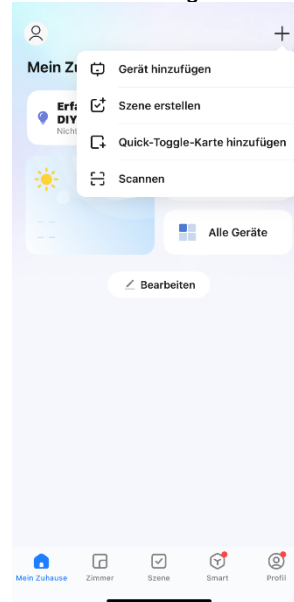 Mein Zu
Gerät hinzufügen
Szene erstellen
Quick-Toggle-Karte hinzufügen
Scannen
Erfa
DIY
Nicht
Alle Geräte
Bearbeiten
Mein Zuhause
Zimmer
Szene
Smart
Profil